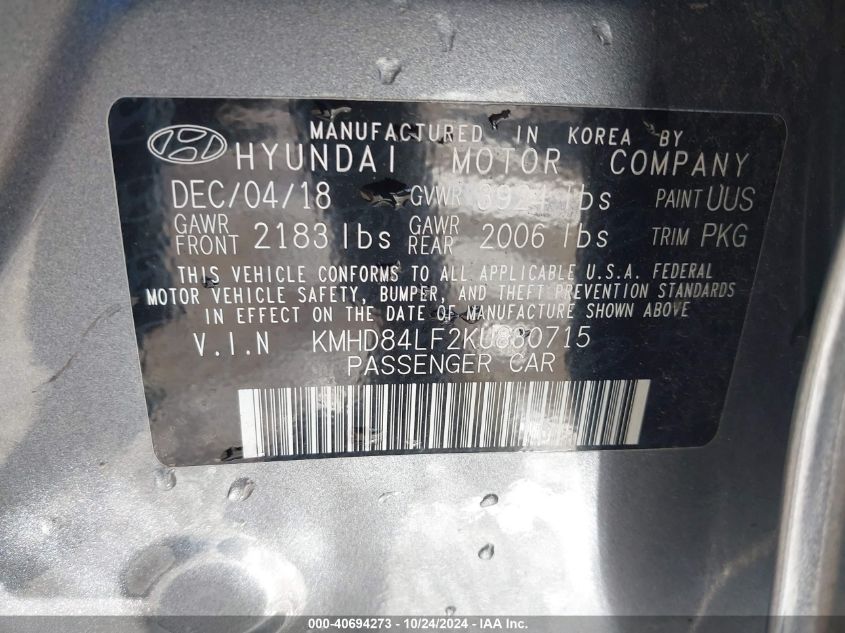 MANUFACTURED IN KOREA BY
HYUNDAI MOTOR COMPANY
DEC/04/18 GVWR 3924 lbs PAINT UUS
GAWR FRONT 2183 lbs GAWR REAR 2006 lbs TRIM PKG
THIS VEHICLE CONFORMS TO ALL APPLICABLE U.S.A. FEDERAL
MOTOR VEHICLE SAFETY, BUMPER, AND THEFT PREVENTION STANDARDS
IN EFFECT ON THE DATE OF MANUFACTURE SHOWN ABOVE
V.I.N KMHD84LF2KU830715
PASSENGER CAR
000-40694273 - 10/24/2024 - IAA Inc.